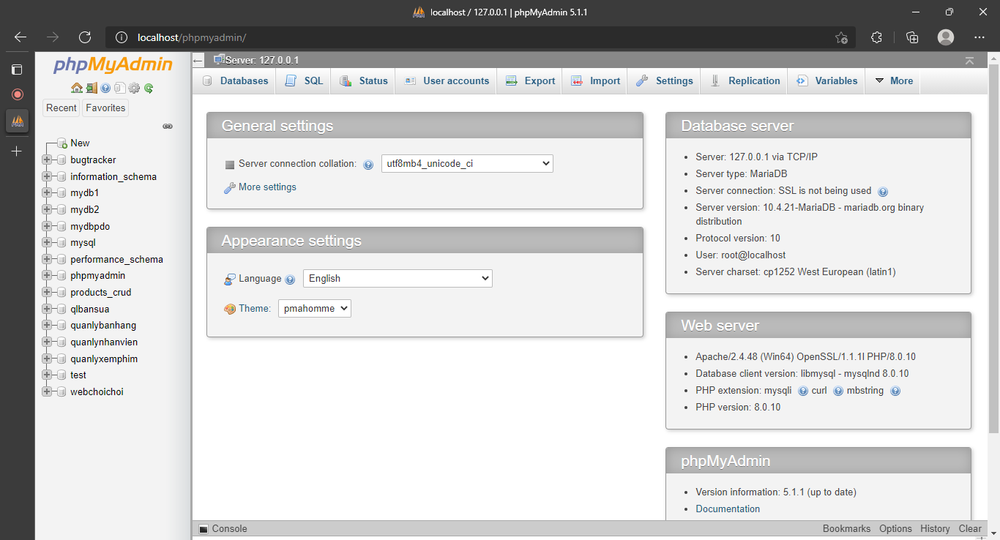 localhost / 127.0.0.1 | phpMyAdmin 5.1.1
localhost/phpmyadmin/
phpMyAdmin
Recent Favorites
New
bugtracker
information_schema
mydb1
mydb2
mydbpdo
mysql
performance_schema
phpmyadmin
products_crud
qlbansua
quanlybanhang
quanlynhanvien
quanlyxemphim
test
webchoichoi
Server: 127.0.0.1
Databases SQL Status User accounts Export Import Settings Replication Variables More
General settings
Server connection collation: utf8mb4_unicode_ci
More settings
Appearance settings
Language English
Theme: pmahomme
Database server
Server: 127.0.0.1 via TCP/IP
Server type: MariaDB
Server connection: SSL is not being used
Server version: 10.4.21-MariaDB - mariadb.org binary
distribution
Protocol version: 10
User: root@localhost
Server charset: cp1252 West European (latin1)
Web server
Apache/2.4.48 (Win64) OpenSSL/1.1.1l PHP/8.0.10
Database client version: libmysql - mysqlnd 8.0.10
PHP extension: mysqli curl mbstring
PHP version: 8.0.10
phpMyAdmin
Version information: 5.1.1 (up to date)
Documentation
Console
Bookmarks Options History Clear